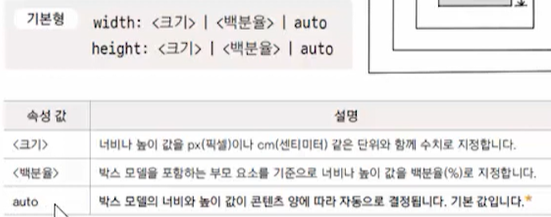 기본형
width: <크기> | <백분율> | auto
height: <크기> | <백분율> | auto
속성 값 설명
<크기> 너비나 높이 값을 px(픽셀)이나 cm(센티미터) 같은 단위와 함께 수치로 지정합니다.
<백분율> 박스 모델을 포함하는 부모 요소를 기준으로 너비나 높이 값을 백분율(%)로 지정합니다.
auto 박스 모델의 너비와 높이 값이 콘텐츠 양에 따라 자동으로 결정됩니다. 기본 값입니다.*